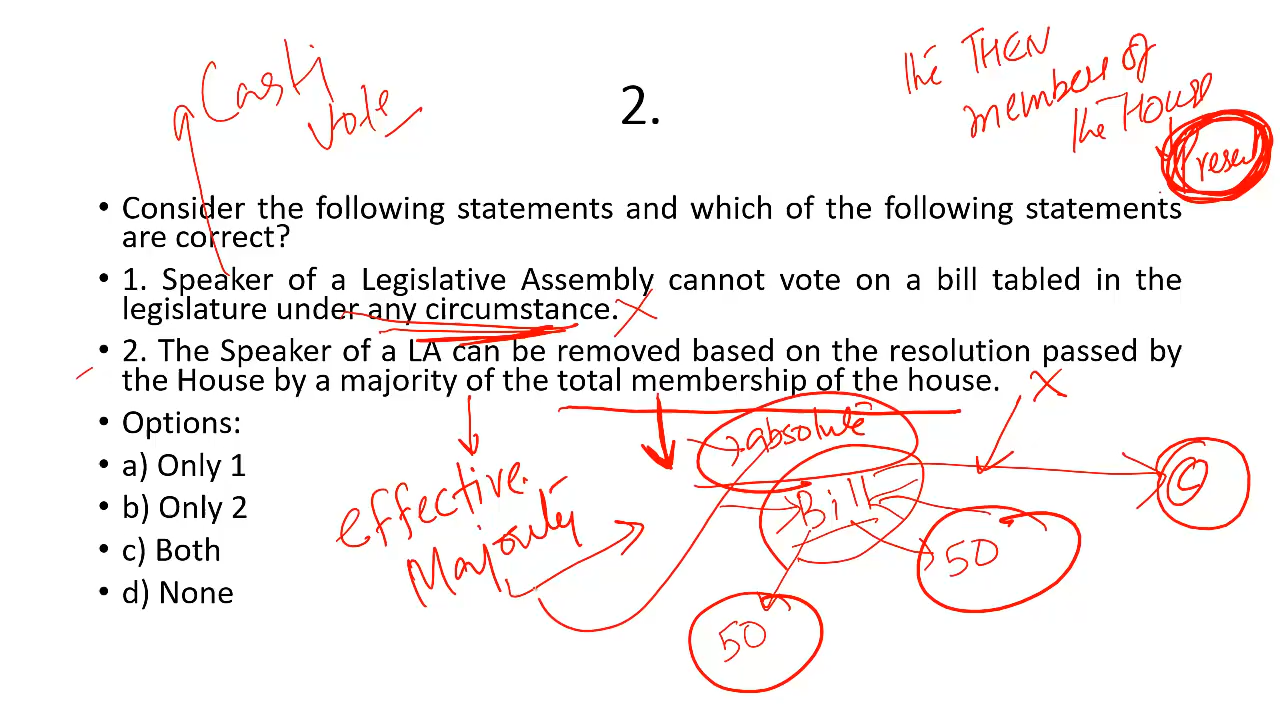 a Casti
vote
the THEN
members of
the House
Present
2.
• Consider the following statements and which of the following statements
are correct?
• 1. Speaker of a Legislative Assembly cannot vote on a bill tabled in the
legislature under any circumstance. X
• 2. The Speaker of a LA can be removed based on the resolution passed by
the House by a majority of the total membership of the house.
X
• Options:
absolute
• a) Only 1
effective
Majority
Bill
C
• b) Only 2
• c) Both
50
• d) None
50